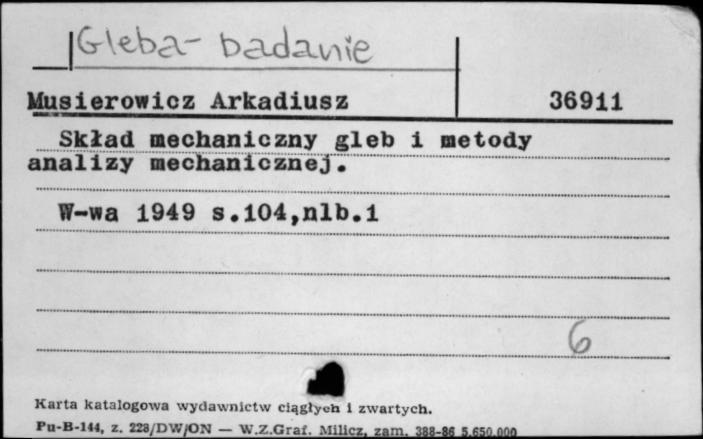 Gleba - badanie
Musierowicz Arkadiusz 36911
Skład mechaniczny gleb i metody
analizy mechanicznej.
W-wa 1949 s.104,nlb.1
6
Karta katalogowa wydawnictw ciągłych i zwartych.
Pu-B-144, z. 228/DW/ON — W.Z.Graf. Milicz, zam. 388-86 5.650.000